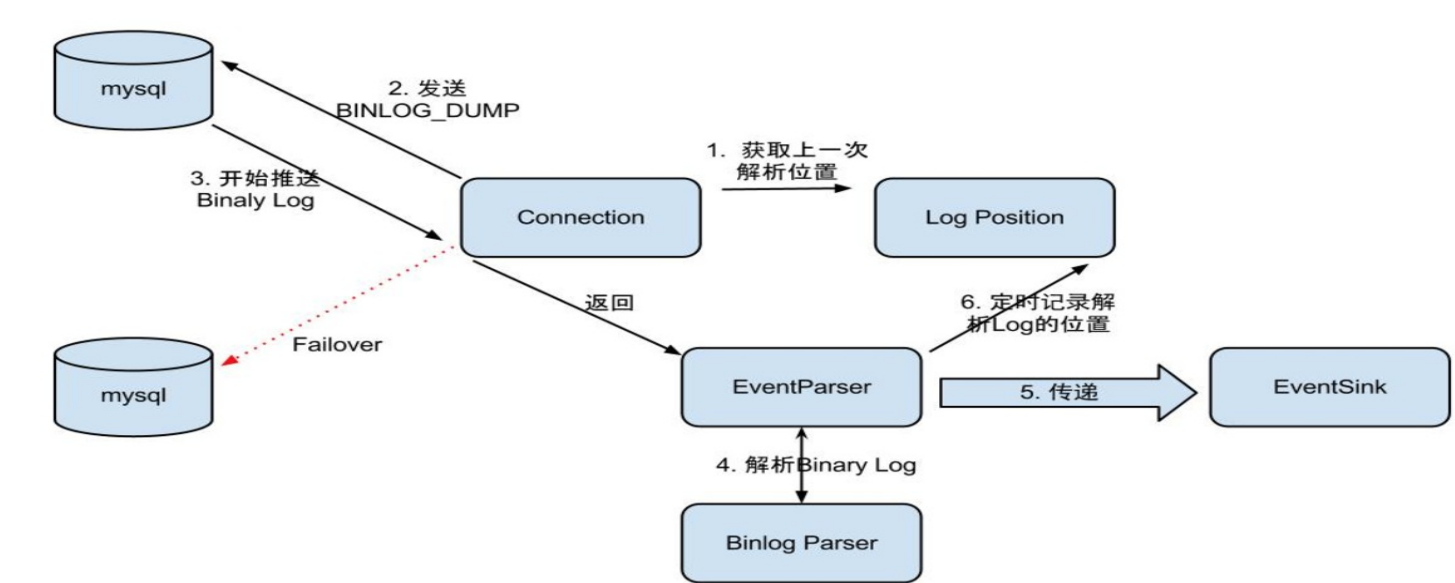 mysql
2. 发送
BINLOG_DUMP
1. 获取上一次
解析位置
3. 开始推送
Binaly Log
Connection
Log Position
返回
6. 定时记录解
析Log的位置
Failover
mysql
EventParser
5. 传递
EventSink
4. 解析Binary Log
Binlog Parser